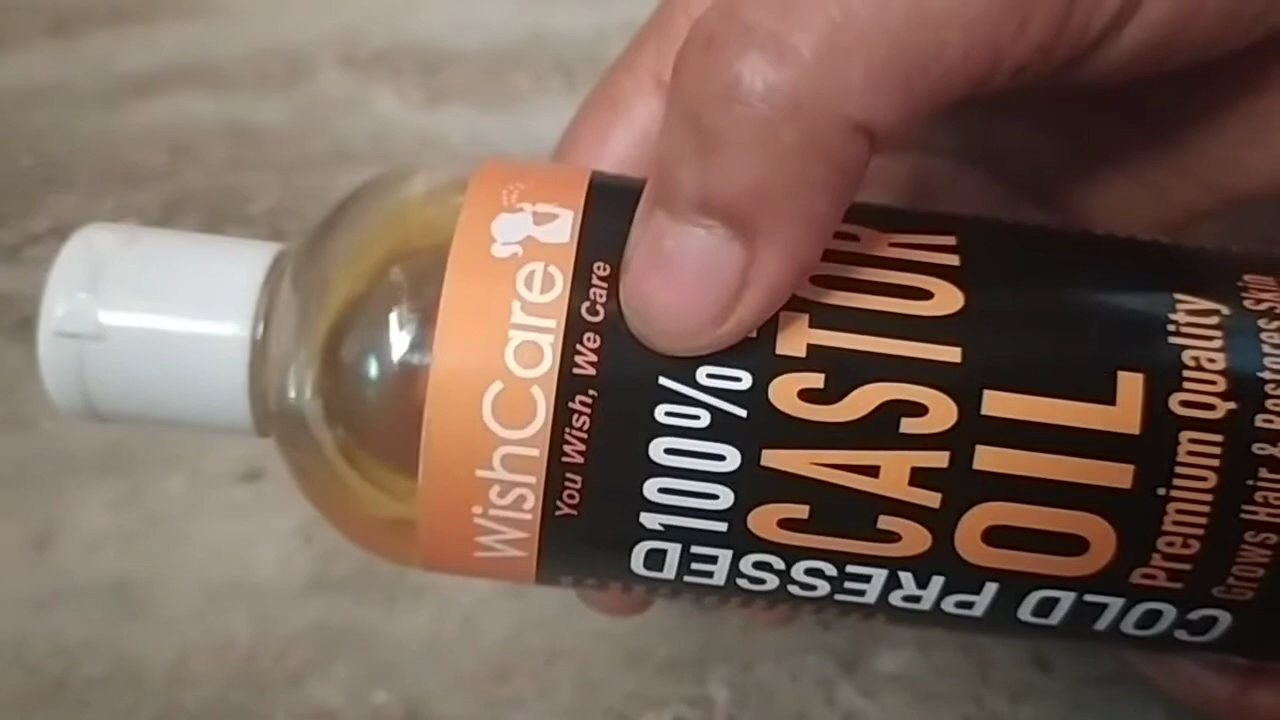 WishCare
You Wish, We Care
100%
CASTOR
OIL
Premium Quality
Grows Hair & Restores Skin
COLD PRESSED